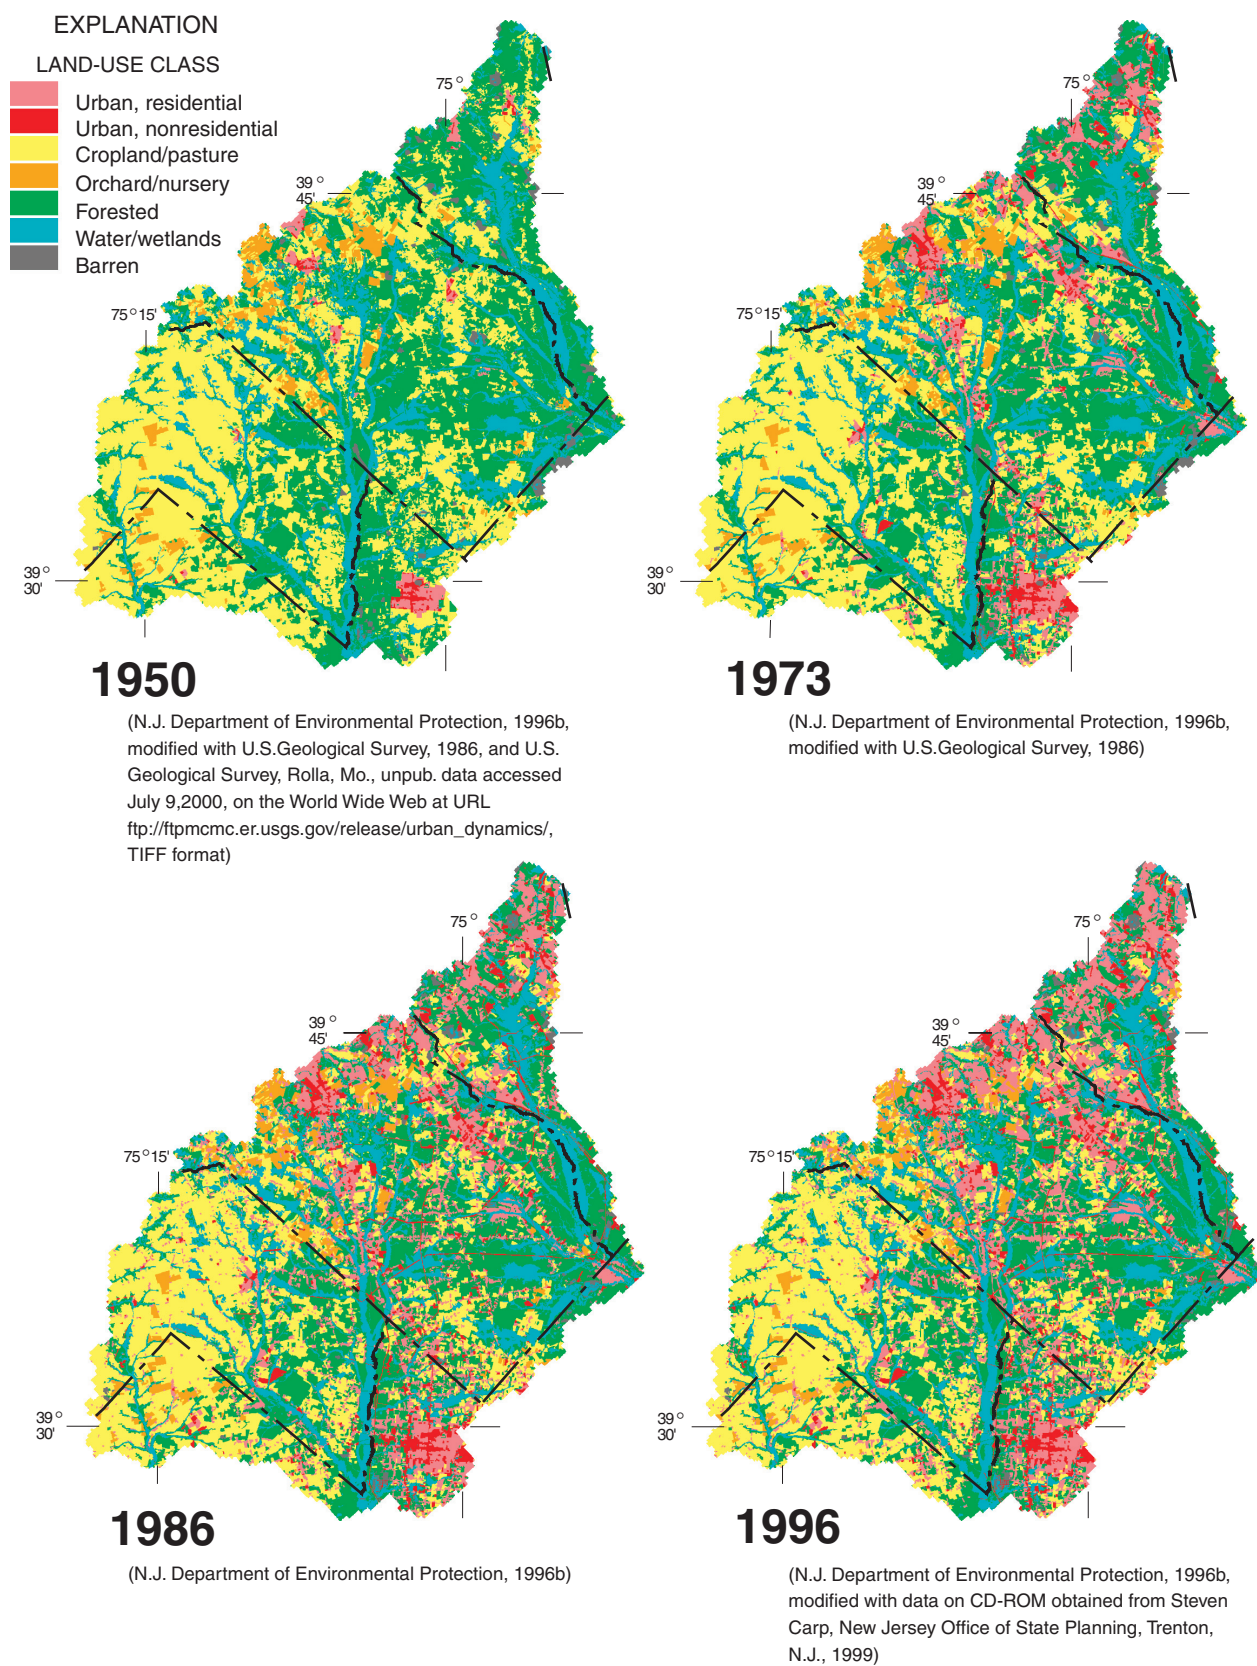 EXPLANATION
LAND-USE CLASS
Urban, residential
Urban, nonresidential
Cropland/pasture
Orchard/nursery
Forested
Water/wetlands
Barren
75 °
39 °
45'
75 ° 15'
39 °
30'
1950
(N.J. Department of Environmental Protection, 1996b,
modified with U.S.Geological Survey, 1986, and U.S.
Geological Survey, Rolla, Mo., unpub. data accessed
July 9,2000, on the World Wide Web at URL
ftp://ftpmcmc.er.usgs.gov/release/urban_dynamics/,
TIFF format)
75 °
39 °
45'
75 ° 15'
39 °
30'
1973
(N.J. Department of Environmental Protection, 1996b,
modified with U.S.Geological Survey, 1986)
75 °
39 °
45'
75 ° 15'
39 °
30'
1986
(N.J. Department of Environmental Protection, 1996b)
75 °
39 °
45'
75 ° 15'
39 °
30'
1996
(N.J. Department of Environmental Protection, 1996b,
modified with data on CD-ROM obtained from Steven
Carp, New Jersey Office of State Planning, Trenton,
N.J., 1999)